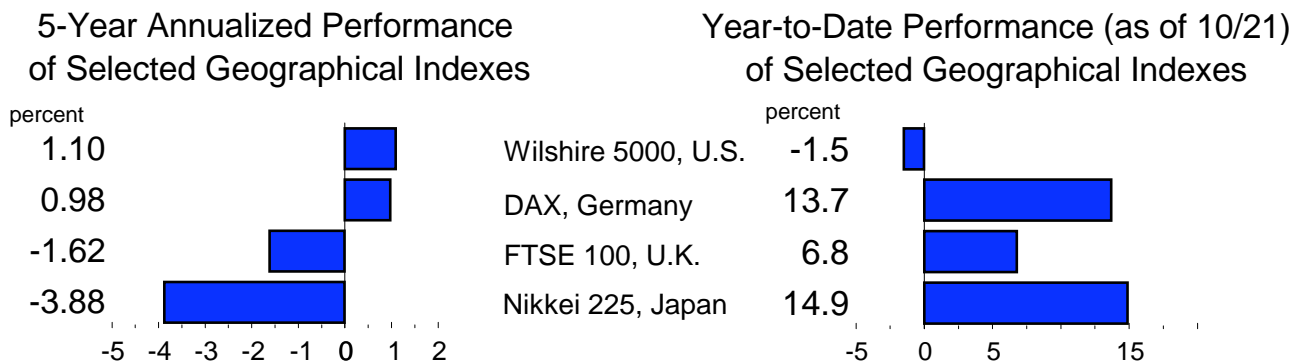 5-Year Annualized Performance
of Selected Geographical Indexes
Year-to-Date Performance (as of 10/21)
of Selected Geographical Indexes
percent
percent
1.10
Wilshire 5000, U.S.
-1.5
0.98
DAX, Germany
13.7
-1.62
FTSE 100, U.K.
6.8
-3.88
Nikkei 225, Japan
14.9
-5 -4 -3 -2 -1 0 1 2
-5 0 5 15